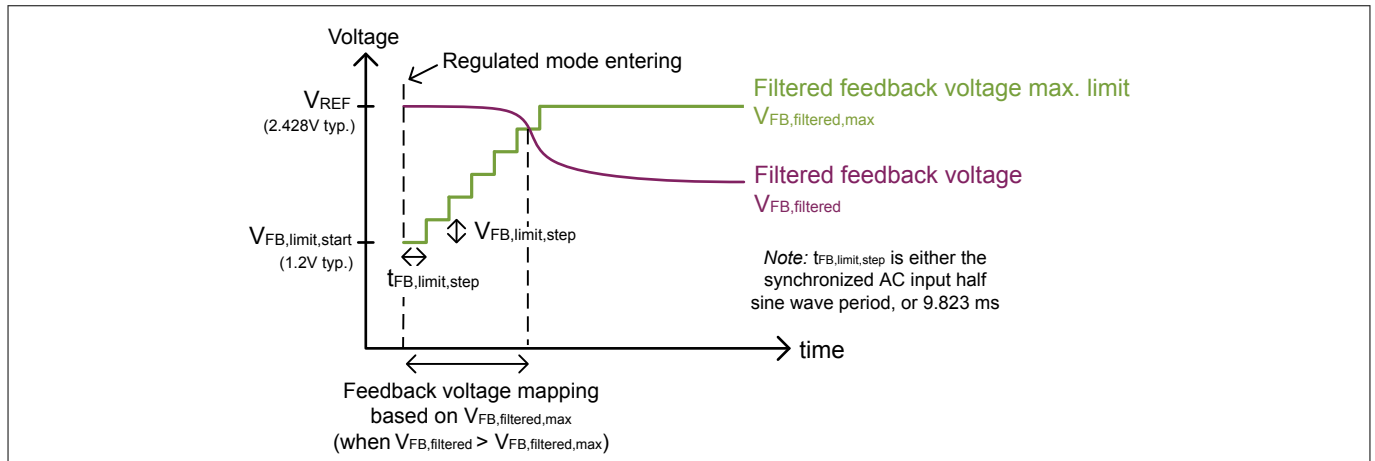 Voltage
Regulated mode entering
VREF
(2.428V typ.)
Filtered feedback voltage max. limit
VFB,filtered,max
Filtered feedback voltage
VFB,filtered
VFB,limit,start
(1.2V typ.)
VFB,limit,step
tFB,limit,step
Note: tFB,limit,step is either the
synchronized AC input half
sine wave period, or 9.823 ms
time
Feedback voltage mapping
based on VFB,filtered,max
(when VFB,filtered > VFB,filtered,max)